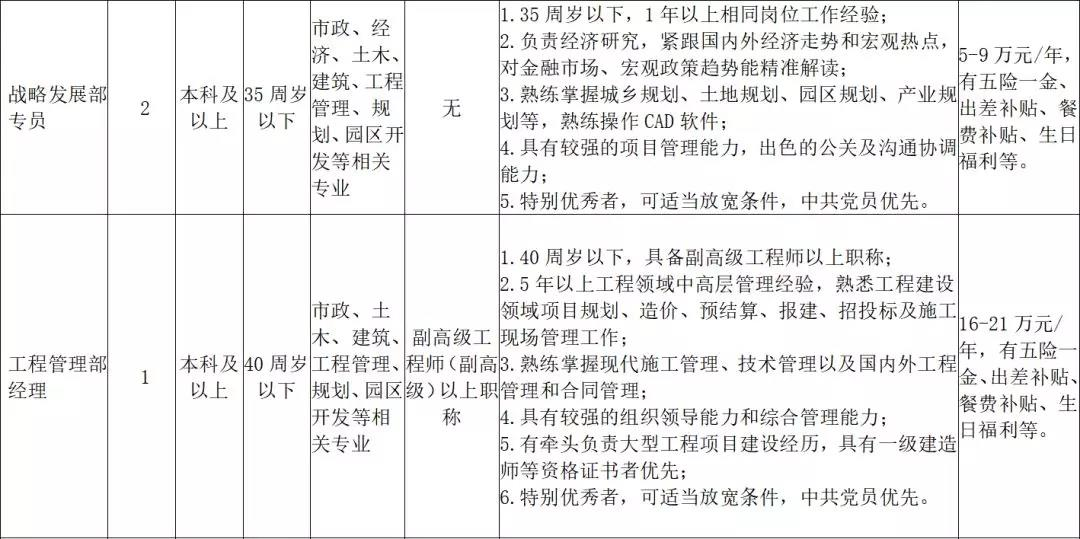 战略发展部
专员
2
本科及
以上
35 周岁
以下
市政、经
济、土木、
建筑、工程
管理、规
划、园区开
发等相关
专业
无
1.35 周岁以下，1 年以上相同岗位工作经验；
2.负责经济研究，紧跟国内外经济走势和宏观热点，
对金融市场、宏观政策趋势能精准解读；
3.熟练掌握城乡规划、土地规划、园区规划、产业规
划等，熟练操作 CAD 软件；
4.具有较强的项目管理能力，出色的公关及沟通协调
能力；
5.特别优秀者，可适当放宽条件，中共党员优先。
5-9 万元/年，
有五险一金、
出差补贴、餐
费补贴、生日
福利等。
工程管理部
经理
1
本科及
以上
40 周岁
以下
市政、土
木、建筑、
工程管理、
规划、园区
开发等相
关专业
副高级工
程师（副高
级）以上职
称
1.40 周岁以下，具备副高级工程师以上职称；
2.5 年以上工程领域中高层管理经验，熟悉工程建设
领域项目规划、造价、预结算、报建、招投标及施工
现场管理工作；
3.熟练掌握现代施工管理、技术管理以及国内外工程
管理和合同管理；
4.具有较强的组织领导能力和综合管理能力；
5.有牵头负责大型工程项目建设经历，具有一级建造
师等资格证书者优先；
6.特别优秀者，可适当放宽条件，中共党员优先。
16-21 万元/
年，有五险一
金、出差补贴、
餐费补贴、生
日福利等。